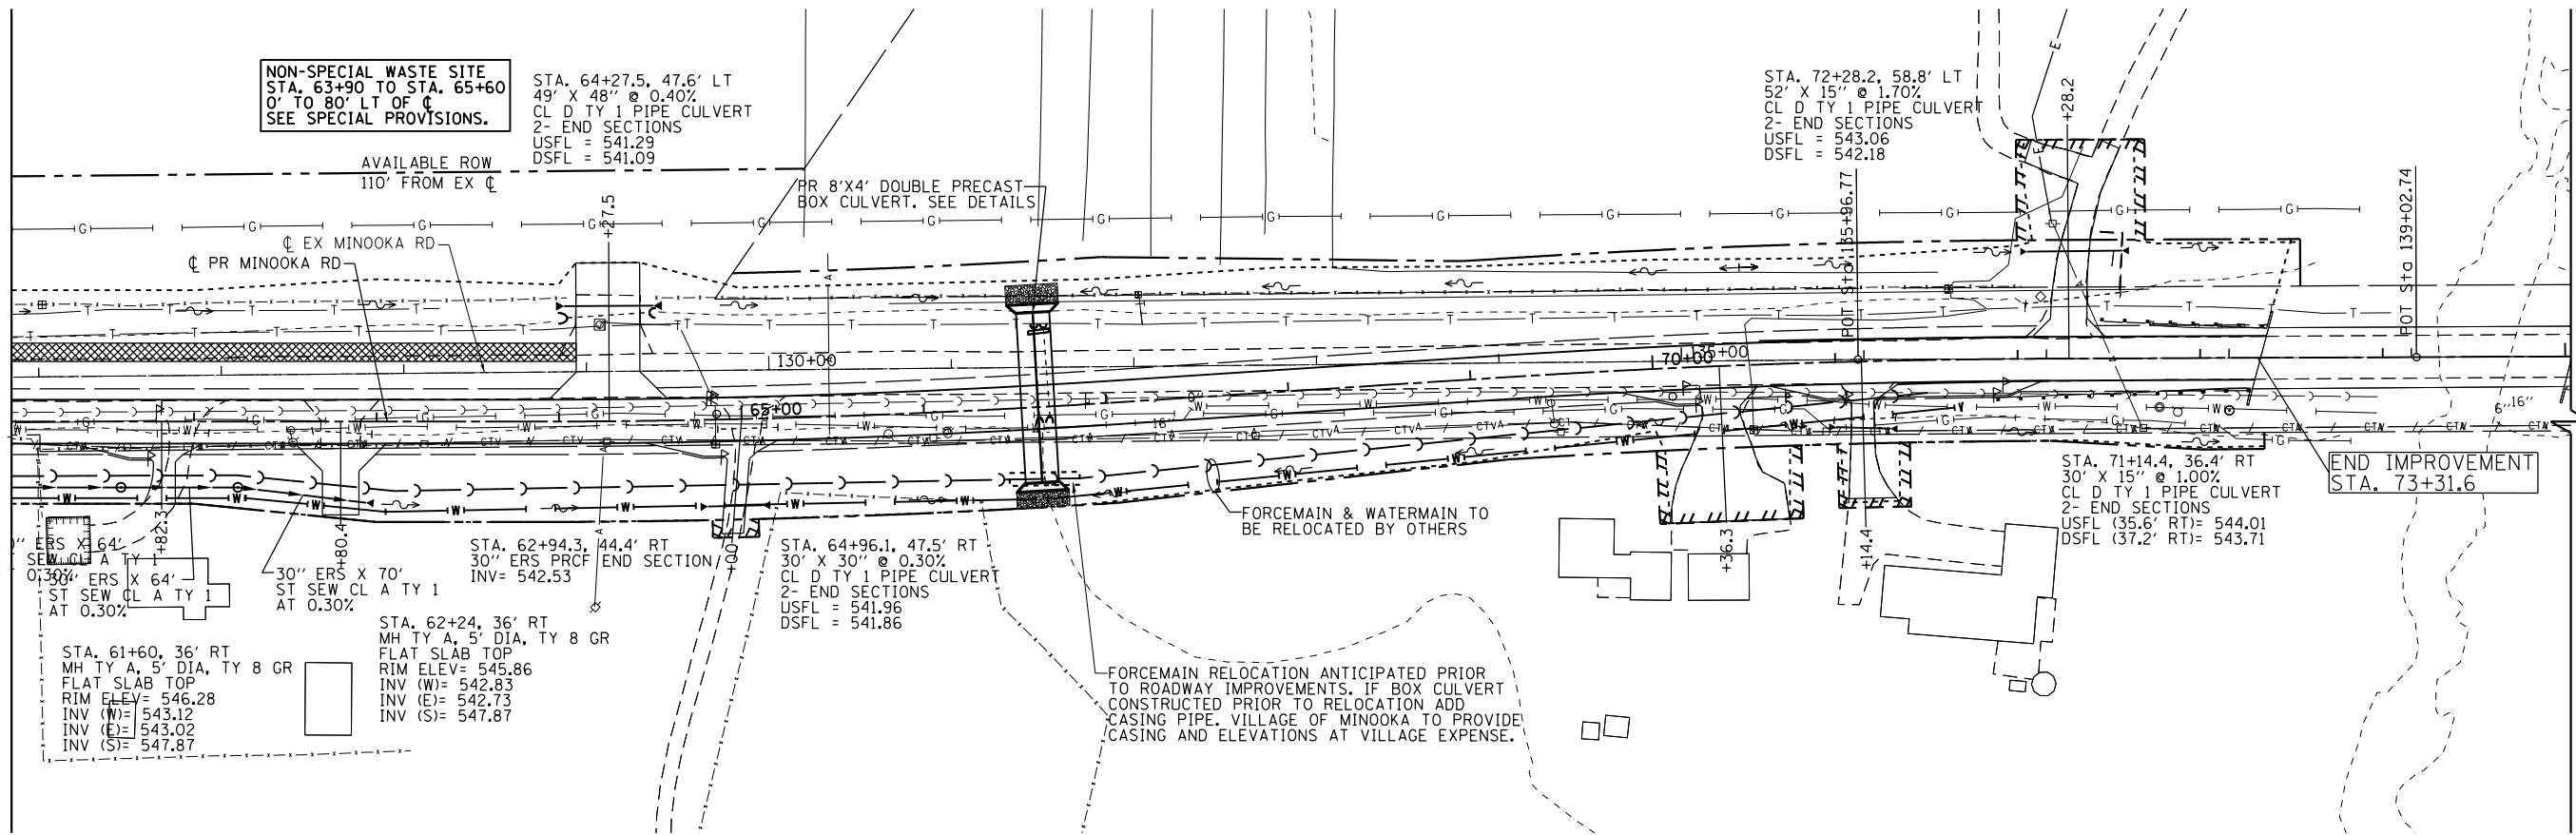 NON-SPECIAL WASTE SITE
STA. 63+90 TO STA. 65+60
0' TO 80' LT OF ℄
SEE SPECIAL PROVISIONS.
STA. 64+27.5, 47.6' LT
49' X 48'' @ 0.40%
CL D TY 1 PIPE CULVERT
2- END SECTIONS
USFL = 541.29
DSFL = 541.09
STA. 72+28.2, 58.8' LT
52' X 15'' @ 1.70%
CL D TY 1 PIPE CULVERT
2- END SECTIONS
USFL = 543.06
DSFL = 542.18
AVAILABLE ROW
110' FROM EX ℄
PR 8'X4' DOUBLE PRECAST
BOX CULVERT. SEE DETAILS
+27.5
+28.2
POT Sta 135+96.77
POT Sta 139+02.74
℄ EX MINOOKA RD
℄ PR MINOOKA RD
130+00
70+00
135+00
65+00
16''
6''
16''
+82.3
+80.4
+00
+36.3
+14.4
END IMPROVEMENT
STA. 73+31.6
STA. 71+14.4, 36.4' RT
30' X 15'' @ 1.00%
CL D TY 1 PIPE CULVERT
2- END SECTIONS
USFL (35.6' RT)= 544.01
DSFL (37.2' RT)= 543.71
FORCEMAIN & WATERMAIN TO
BE RELOCATED BY OTHERS
'' ERS X 64'
SEW CL A TY 1
0.30%
30'' ERS X 64'
ST SEW CL A TY 1
AT 0.30%
30'' ERS X 70'
ST SEW CL A TY 1
AT 0.30%
STA. 62+94.3, 44.4' RT
30'' ERS PRCF END SECTION
INV= 542.53
STA. 64+96.1, 47.5' RT
30' X 30'' @ 0.30%
CL D TY 1 PIPE CULVERT
2- END SECTIONS
USFL = 541.96
DSFL = 541.86
STA. 61+60, 36' RT
MH TY A, 5' DIA, TY 8 GR
FLAT SLAB TOP
RIM ELEV= 546.28
INV (W)= 543.12
INV (E)= 543.02
INV (S)= 547.87
STA. 62+24, 36' RT
MH TY A, 5' DIA, TY 8 GR
FLAT SLAB TOP
RIM ELEV= 545.86
INV (W)= 542.83
INV (E)= 542.73
INV (S)= 547.87
FORCEMAIN RELOCATION ANTICIPATED PRIOR
TO ROADWAY IMPROVEMENTS. IF BOX CULVERT
CONSTRUCTED PRIOR TO RELOCATION ADD
CASING PIPE. VILLAGE OF MINOOKA TO PROVIDE
CASING AND ELEVATIONS AT VILLAGE EXPENSE.